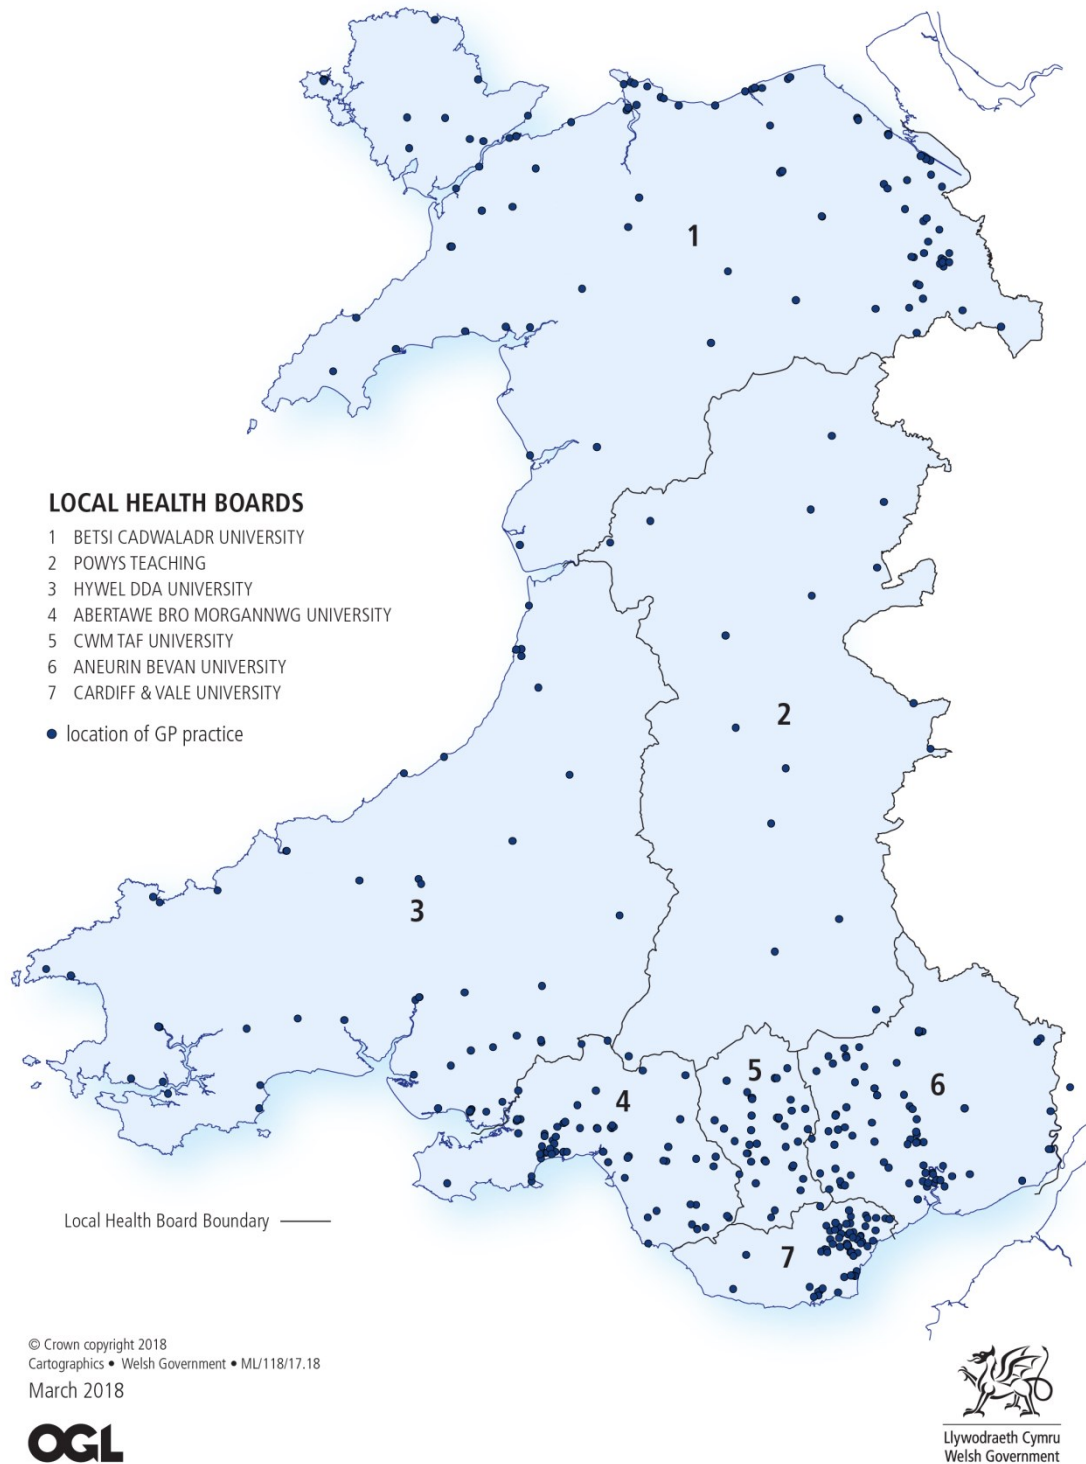 1
2
3
4
5
6
7
LOCAL HEALTH BOARDS
1 BETSI CADWALADR UNIVERSITY
2 POWYS TEACHING
3 HYWEL DDA UNIVERSITY
4 ABERTAWE BRO MORGANNWG UNIVERSITY
5 CWM TAF UNIVERSITY
6 ANEURIN BEVAN UNIVERSITY
7 CARDIFF & VALE UNIVERSITY
● location of GP practice
Local Health Board Boundary
© Crown copyright 2018
Cartographics • Welsh Government • ML/118/17.18
March 2018
OGL
Llywodraeth Cymru
Welsh Government